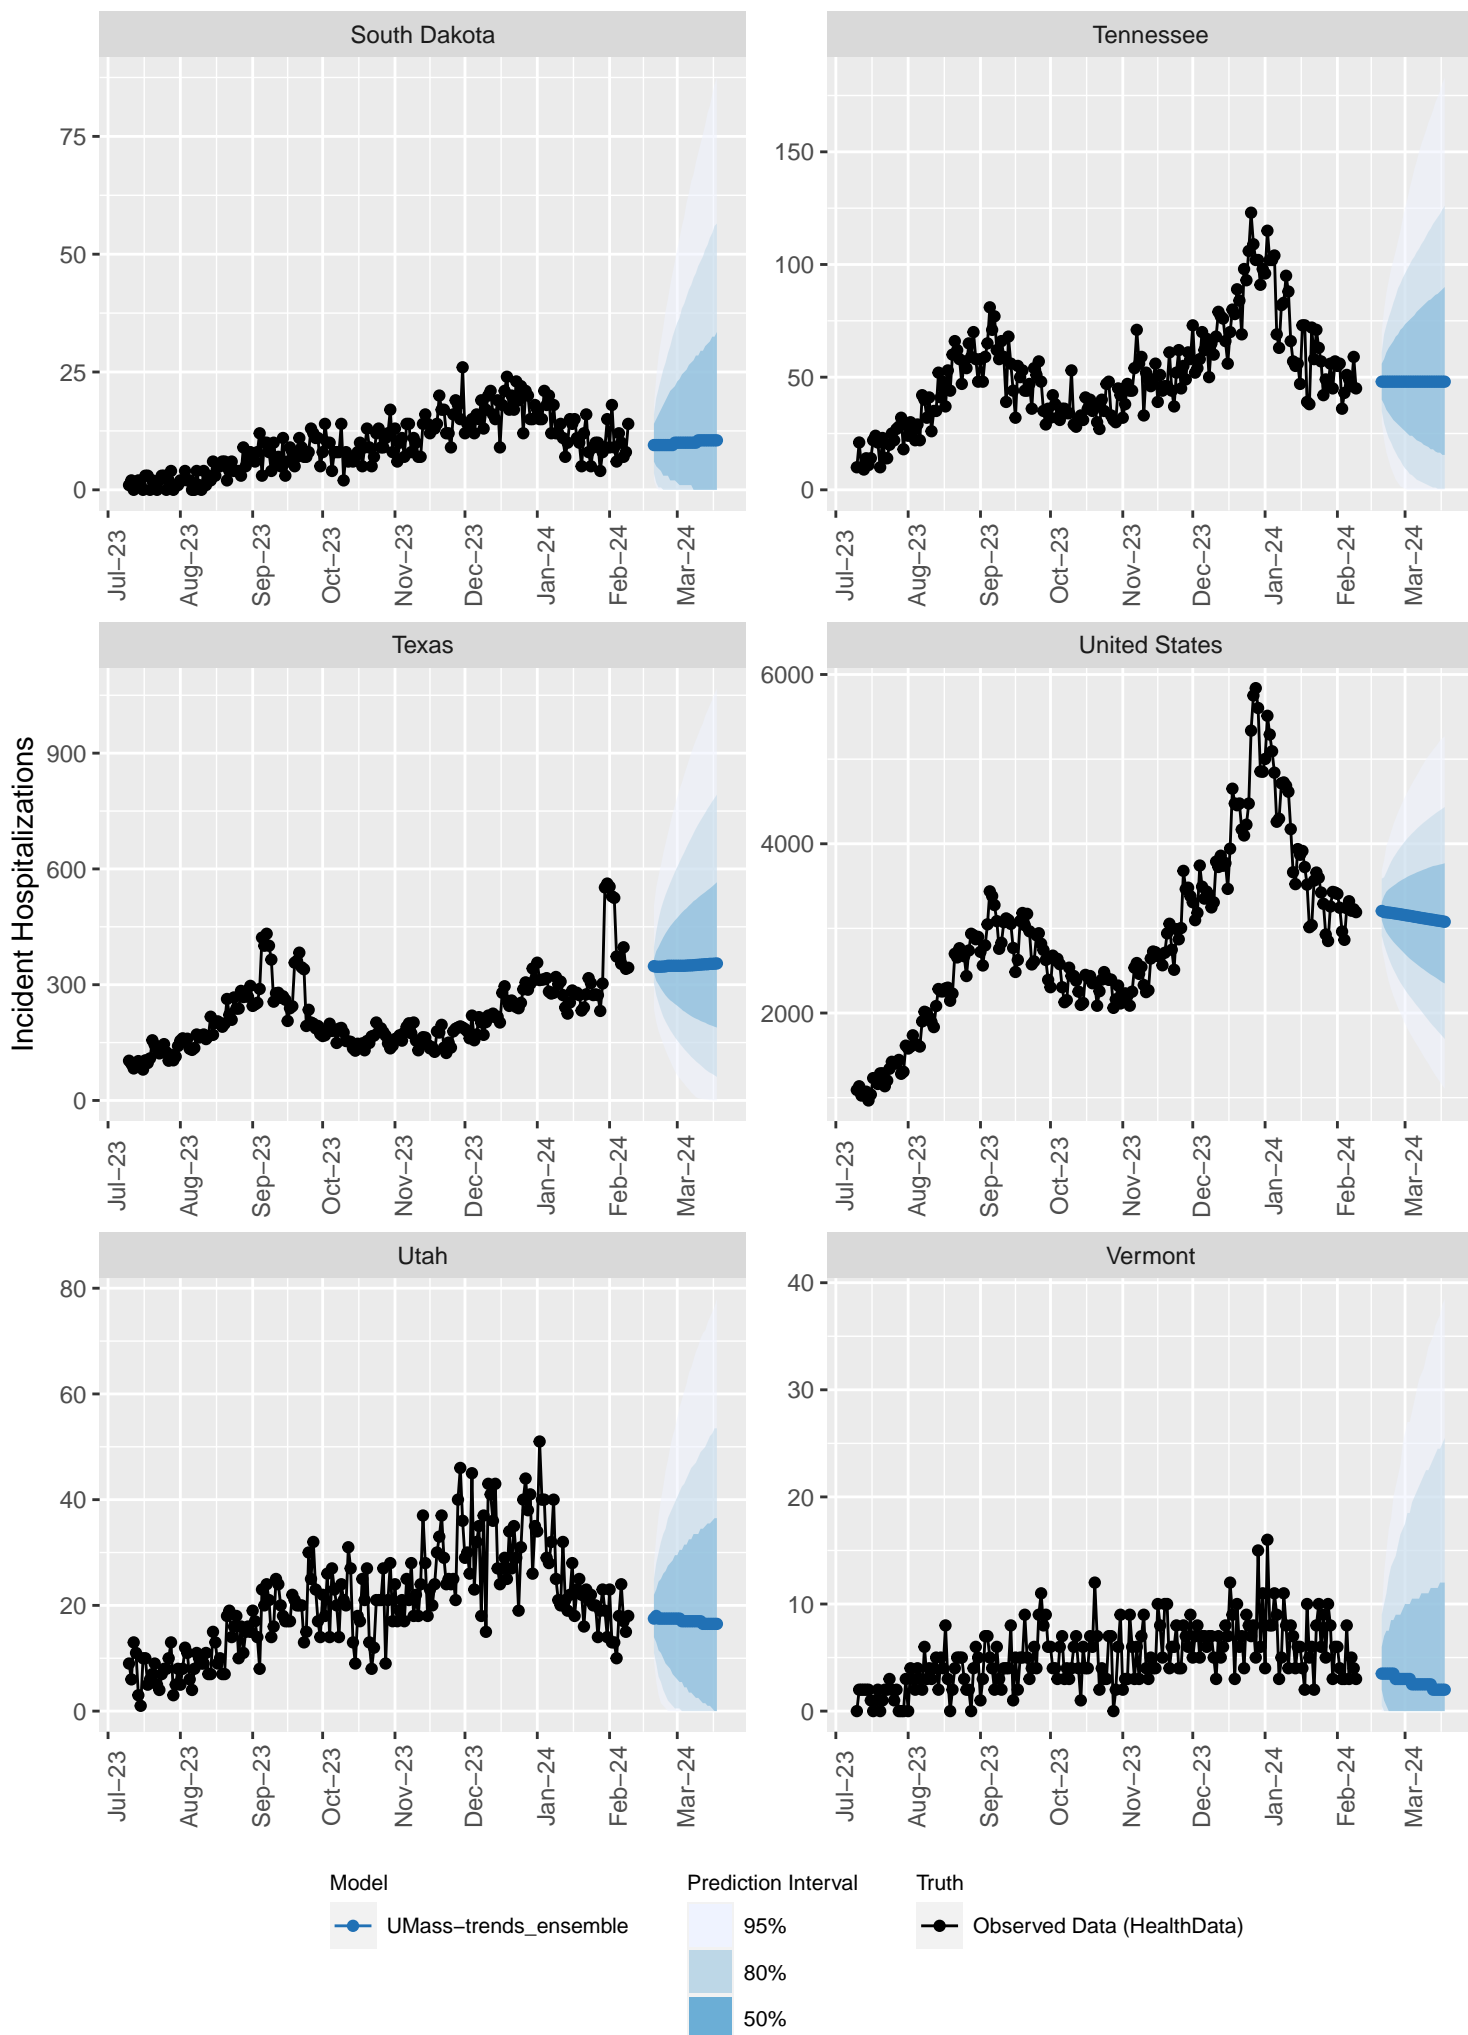 South Dakota
Tennessee
75
50
25
0
150
100
50
0
Jul−23
Aug−23
Sep−23
Oct−23
Nov−23
Dec−23
Jan−24
Feb−24
Mar−24
Jul−23
Aug−23
Sep−23
Oct−23
Nov−23
Dec−23
Jan−24
Feb−24
Mar−24
Incident Hospitalizations
Texas
United States
900
600
300
0
6000
4000
2000
Jul−23
Aug−23
Sep−23
Oct−23
Nov−23
Dec−23
Jan−24
Feb−24
Mar−24
Jul−23
Aug−23
Sep−23
Oct−23
Nov−23
Dec−23
Jan−24
Feb−24
Mar−24
Utah
Vermont
80
60
40
20
0
40
30
20
10
0
Jul−23
Aug−23
Sep−23
Oct−23
Nov−23
Dec−23
Jan−24
Feb−24
Mar−24
Jul−23
Aug−23
Sep−23
Oct−23
Nov−23
Dec−23
Jan−24
Feb−24
Mar−24
Model
UMass−trends_ensemble
Prediction Interval
95%
80%
50%
Truth
Observed Data (HealthData)